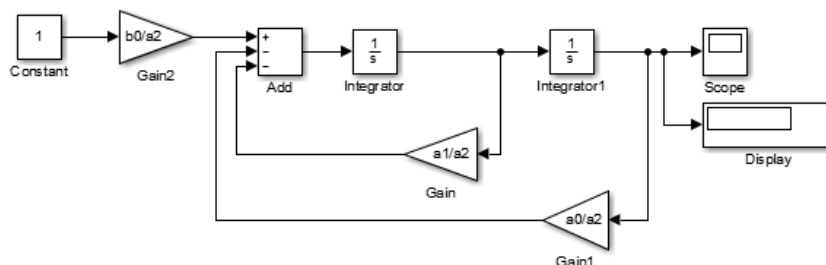 1
Constant
b0/a2
Gain2
+
−
−
Add
1
s
Integrator
1
s
Integrator1
Scope
Display
a1/a2
Gain
a0/a2
Gain1